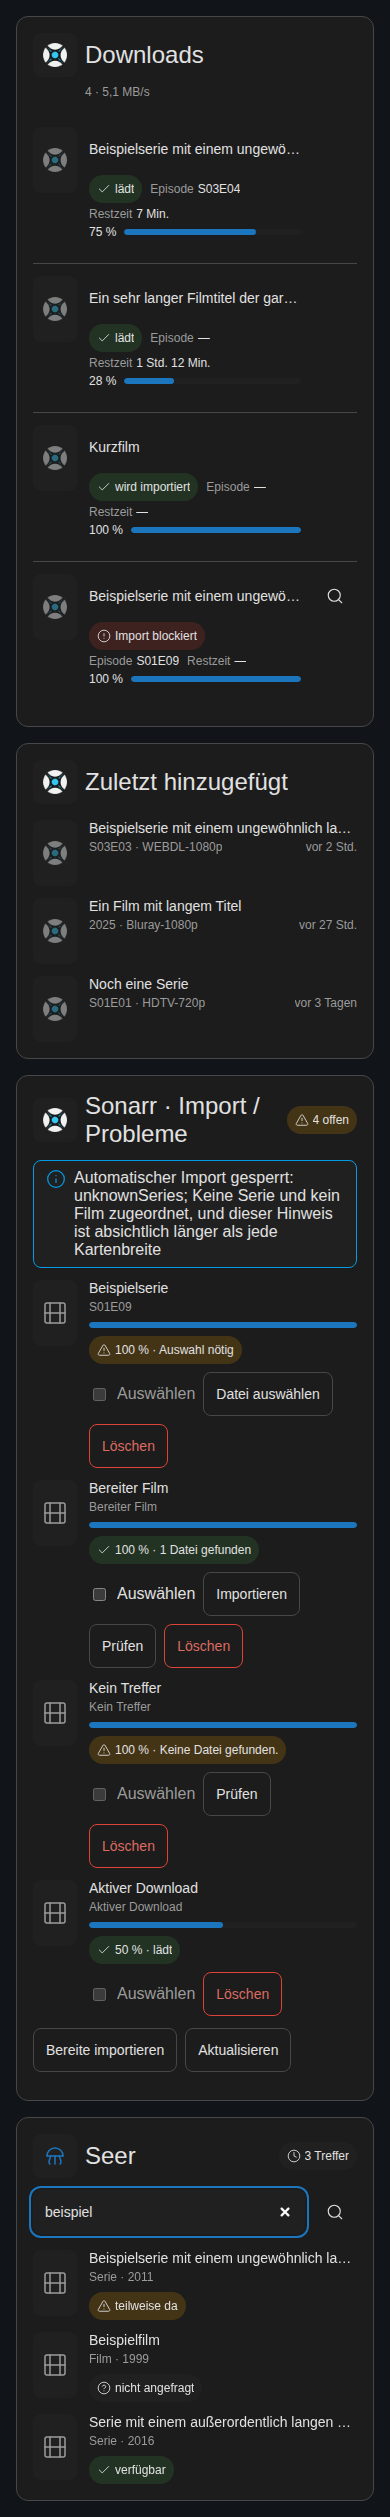 Downloads
4 · 5,1 MB/s
Beispielserie mit einem ungewö…
lädt Episode S03E04
Restzeit 7 Min.
75 %
Ein sehr langer Filmtitel der gar…
lädt Episode —
Restzeit 1 Std. 12 Min.
28 %
Kurzfilm
wird importiert Episode —
Restzeit —
100 %
Beispielserie mit einem ungewö…
Import blockiert
Episode S01E09 Restzeit —
100 %
Zuletzt hinzugefügt
Beispielserie mit einem ungewöhnlich la…
S03E03 · WEBDL-1080p vor 2 Std.
Ein Film mit langem Titel
2025 · Bluray-1080p vor 27 Std.
Noch eine Serie
S01E01 · HDTV-720p vor 3 Tagen
Sonarr · Import /
Probleme
4 offen
Automatischer Import gesperrt:
unknownSeries; Keine Serie und kein
Film zugeordnet, und dieser Hinweis
ist absichtlich länger als jede
Kartenbreite
Beispielserie
S01E09
100 % · Auswahl nötig
Auswählen Datei auswählen
Löschen
Bereiter Film
Bereiter Film
100 % · 1 Datei gefunden
Auswählen Importieren
Prüfen Löschen
Kein Treffer
Kein Treffer
100 % · Keine Datei gefunden.
Auswählen Prüfen
Löschen
Aktiver Download
Aktiver Download
50 % · lädt
Auswählen Löschen
Bereite importieren Aktualisieren
Seer 3 Treffer
beispiel
Beispielserie mit einem ungewöhnlich la…
Serie · 2011
teilweise da
Beispielfilm
Film · 1999
nicht angefragt
Serie mit einem außerordentlich langen …
Serie · 2016
verfügbar